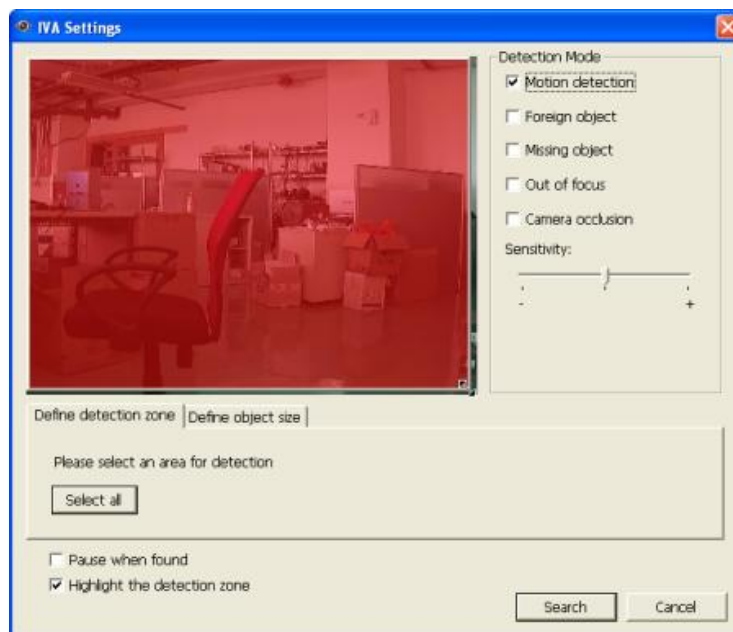 IVA Settings
Detection Mode
Motion detection
Foreign object
Missing object
Out of focus
Camera occlusion
Sensitivity:
- +
Define detection zone
Define object size
Please select an area for detection
Select all
Pause when found
Highlight the detection zone
Search
Cancel